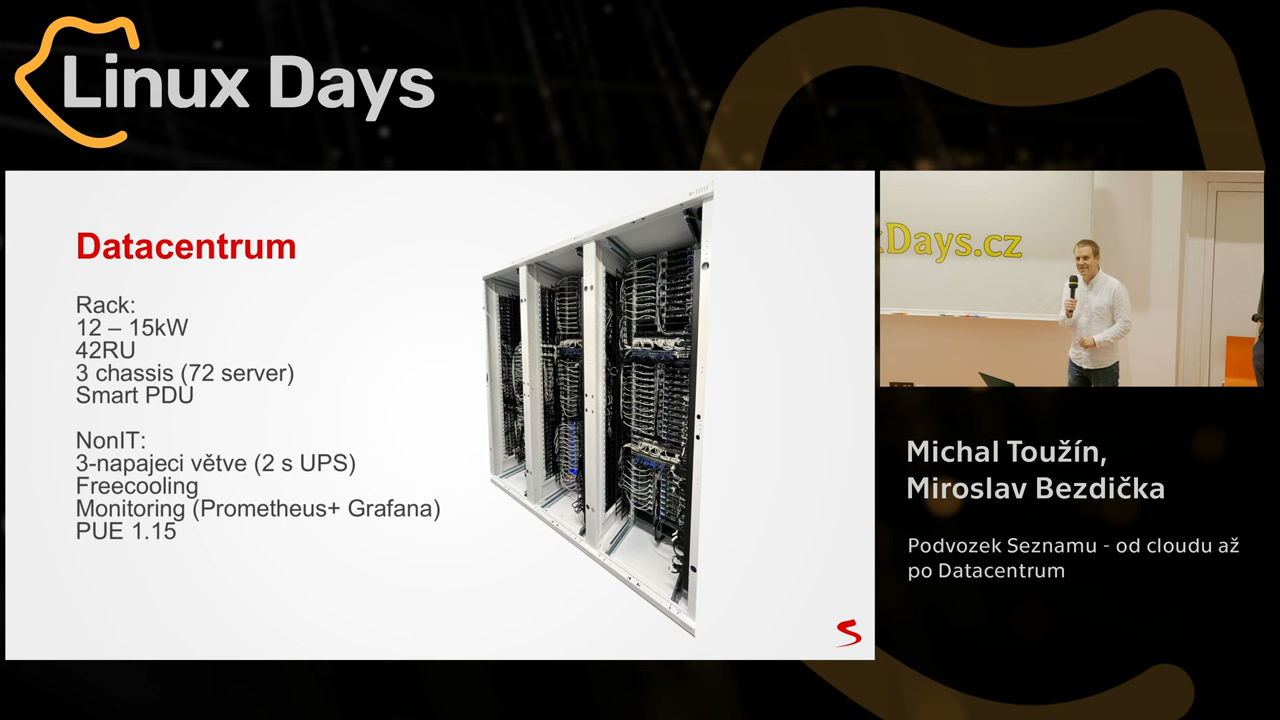 Linux Days
Datacentrum
Rack:
12 – 15kW
42RU
3 chassis (72 server)
Smart PDU
NonIT:
3-napajeci větve (2 s UPS)
Freecooling
Monitoring (Prometheus+ Grafana)
PUE 1.15
Days.cz
Michal Toužín,
Miroslav Bezdička
Podvozek Seznamu - od cloudu až
po Datacentrum